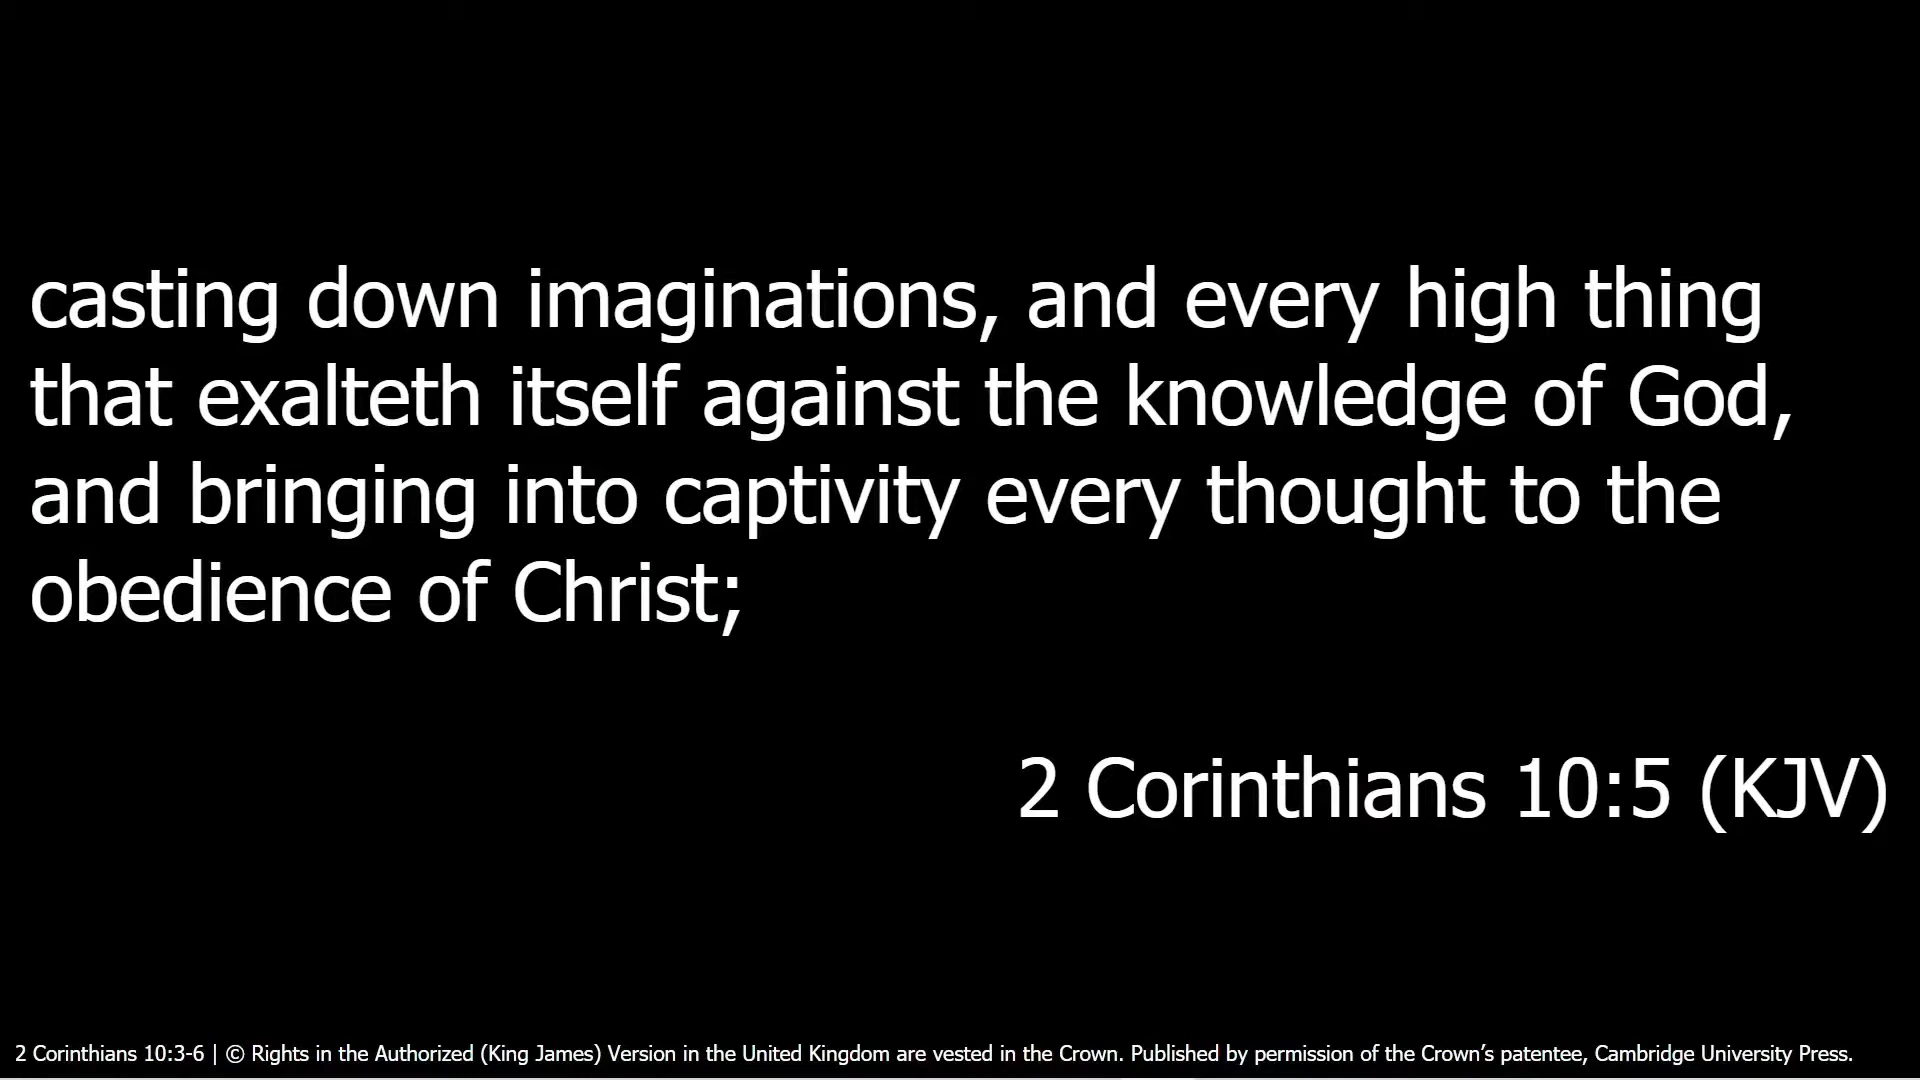 casting down imaginations, and every high thing
that exalteth itself against the knowledge of God,
and bringing into captivity every thought to the
obedience of Christ;
2 Corinthians 10:5 (KJV)
2 Corinthians 10:3-6 | © Rights in the Authorized (King James) Version in the United Kingdom are vested in the Crown. Published by permission of the Crown’s patentee, Cambridge University Press.